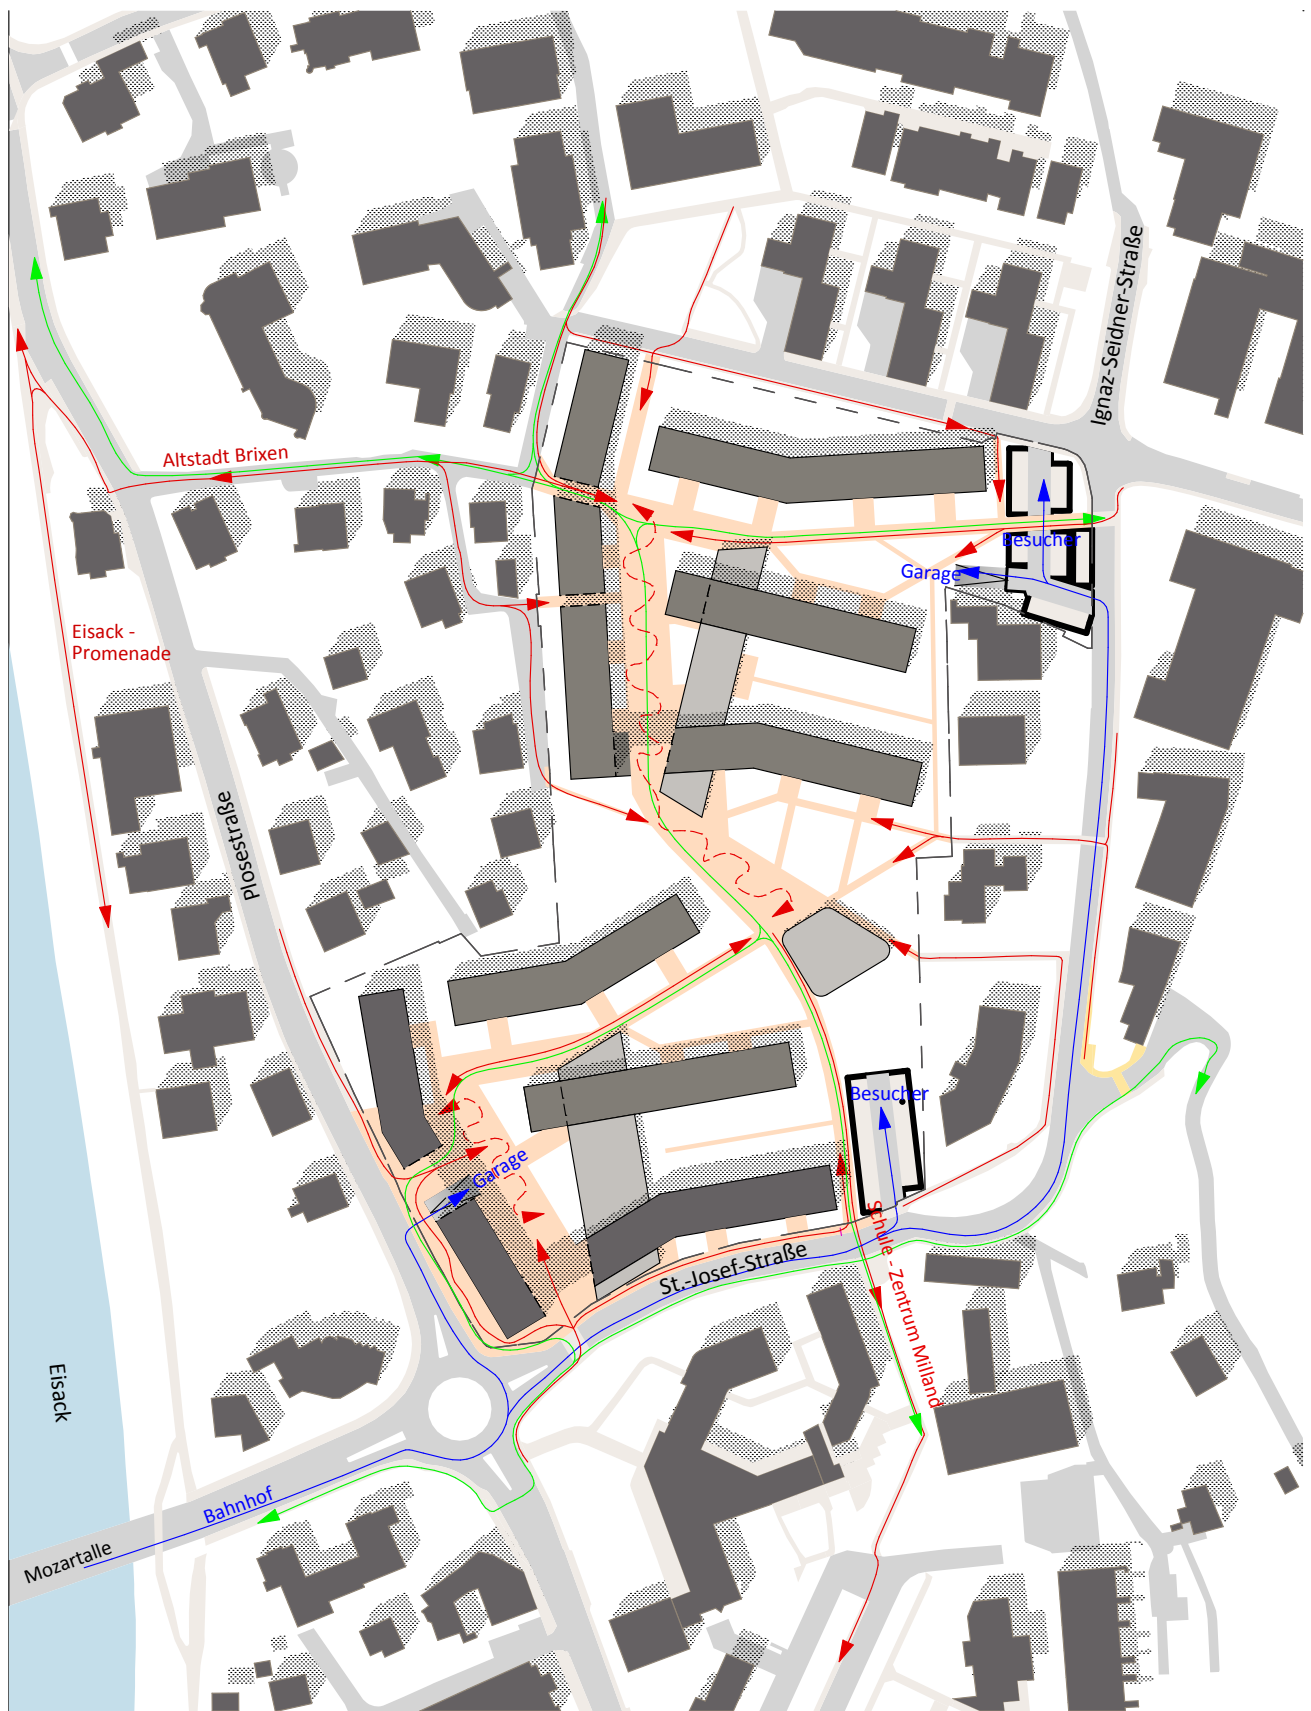 Ignaz-Seidner-Straße
Altstadt Brixen
Besucher
Garage
Eisack -
Promenade
Plosestraße
Besucher
Garage
Schule - Zentrum Milland
St.-Josef-Straße
Eisack
Bahnhof
Mozartalle